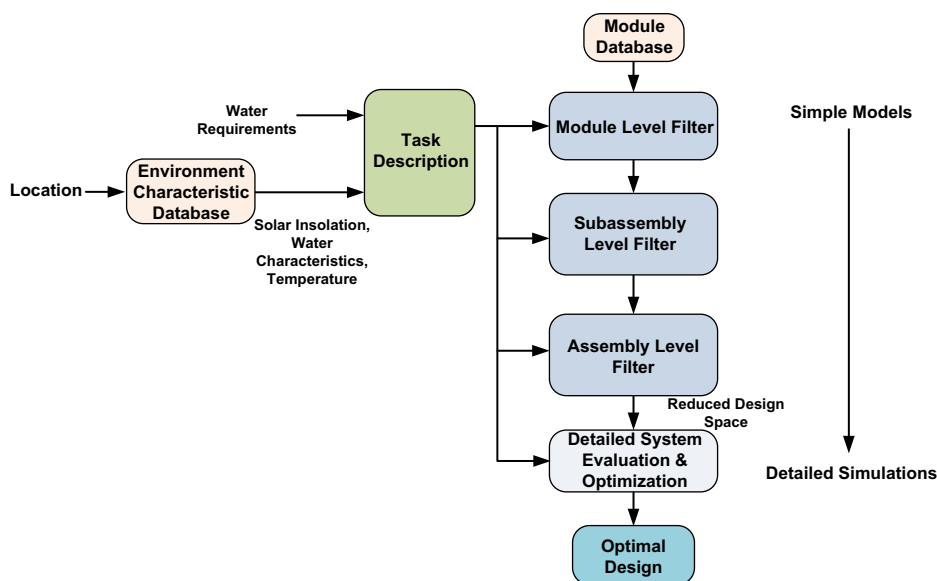 Module
Database
Water
Requirements
Task
Description
Module Level Filter
Simple Models
Location
Environment
Characteristic
Database
Solar Insolation,
Water
Characteristics,
Temperature
Subassembly
Level Filter
Assembly Level
Filter
Reduced Design
Space
Detailed System
Evaluation &
Optimization
Detailed Simulations
Optimal
Design